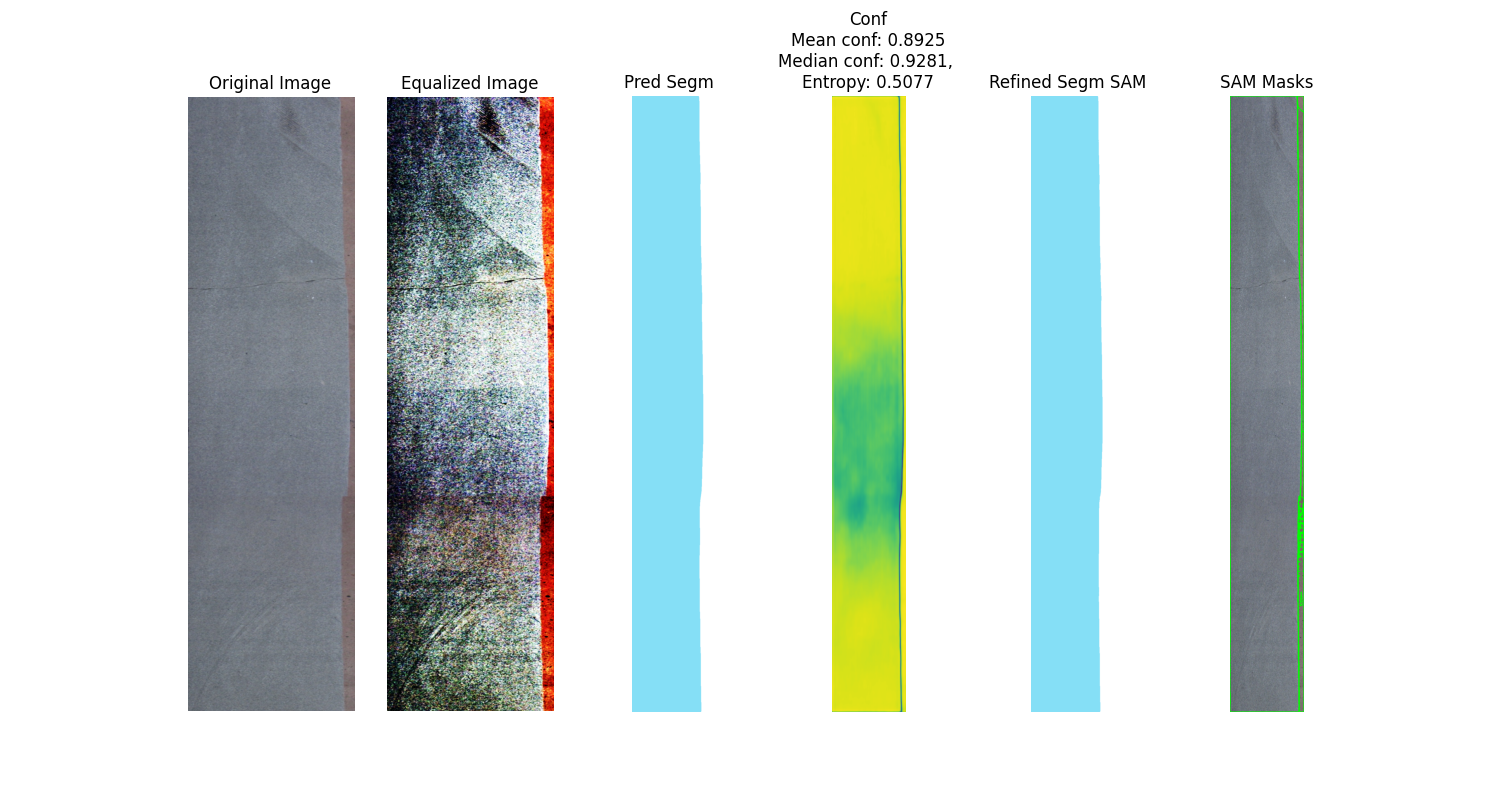 Original Image
Equalized Image
Pred Segm
Conf
Mean conf: 0.8925
Median conf: 0.9281,
Entropy: 0.5077
Refined Segm SAM
SAM Masks